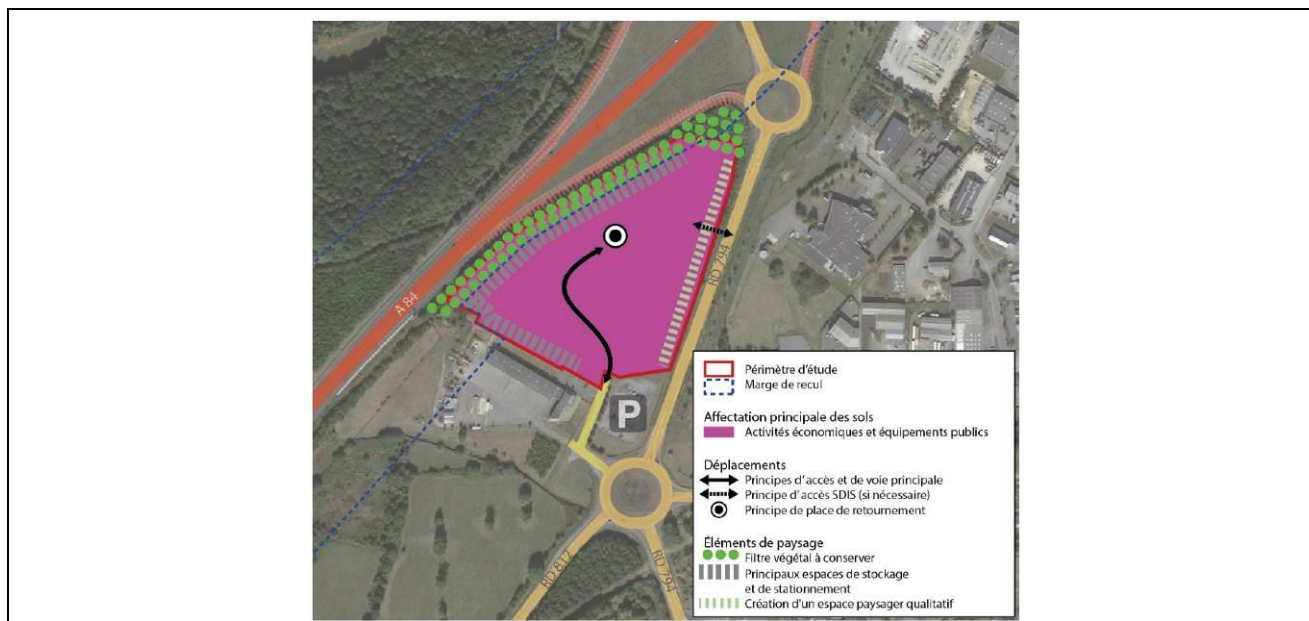 A 84
RD 794
P
RD 812
RD 794
Périmètre d'étude
Marge de recul
Affectation principale des sols
Activités économiques et équipements publics
Déplacements
Principes d'accès et de voie principale
Principe d'accès SDIS (si nécessaire)
Principe de place de retournement
Éléments de paysage
Filtre végétal à conserver
Principaux espaces de stockage
et de stationnement
Création d'un espace paysager qualitatif